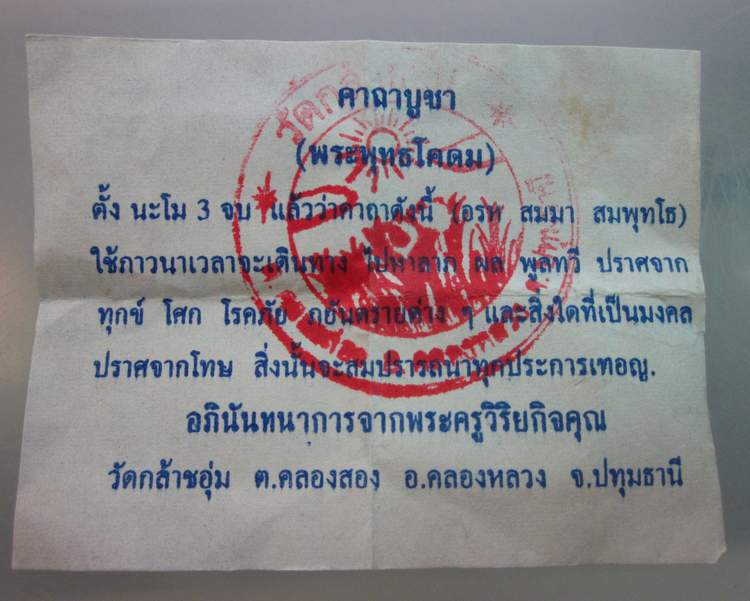 คาถาบูชา
(พระพุทธโคดม)
ตั้ง นะโม 3 จบ แล้วว่าคาถาดังนี้ (อรห สมมา สมพุทโธ)
ใช้ภาวนาเวลาจะเดินทาง ไปหาลาภ ผล พูลทวี ปราศจาก
ทุกข์ โศก โรคภัย ภยันตรายต่าง ๆ และสิ่งใดที่เป็นมงคล
ปราศจากโทษ สิ่งนั้นจะสมปรารถนาทุกประการเทอญ.
อภินันทนาการจากพระครูวิริยกิจคุณ
วัดกล้าชอุ่ม ต.คลองสอง อ.คลองหลวง จ.ปทุมธานี